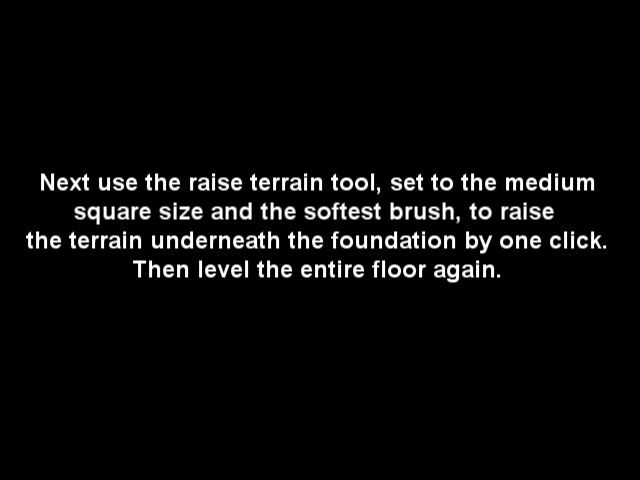 Next use the raise terrain tool, set to the medium
square size and the softest brush, to raise
the terrain underneath the foundation by one click.
Then level the entire floor again.